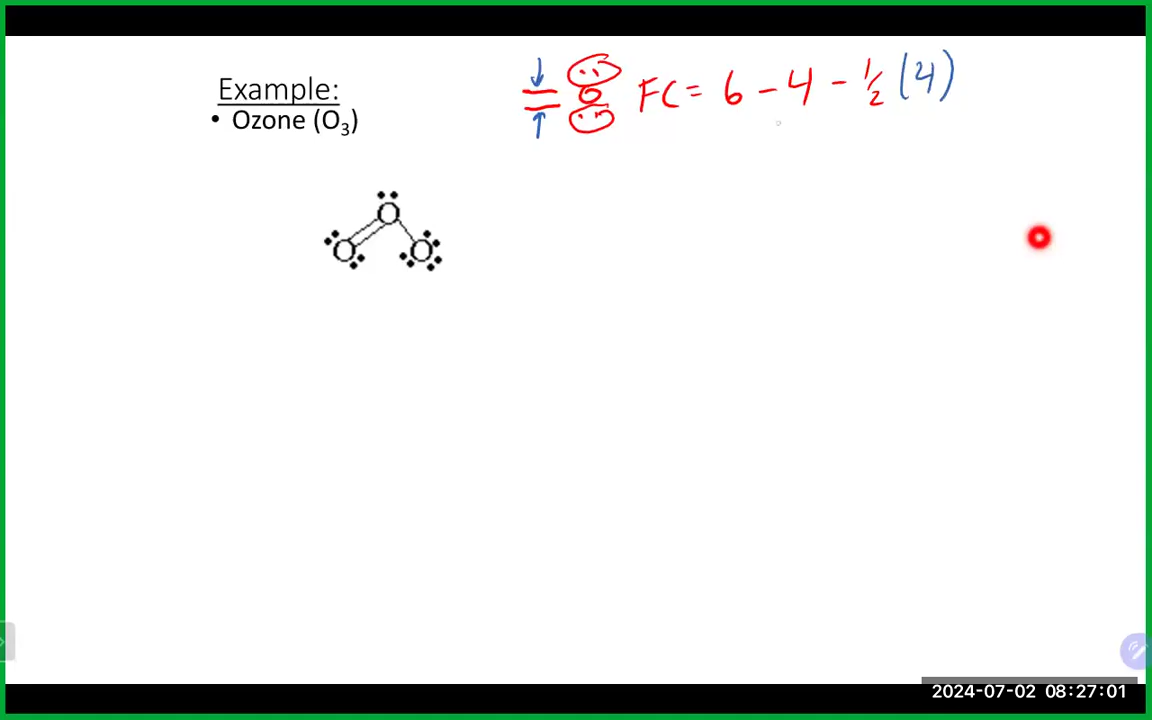 Example:
• Ozone (O₃)
=O FC = 6 - 4 - 1/2 (4)
O
O O
2024-07-02 08:27:01